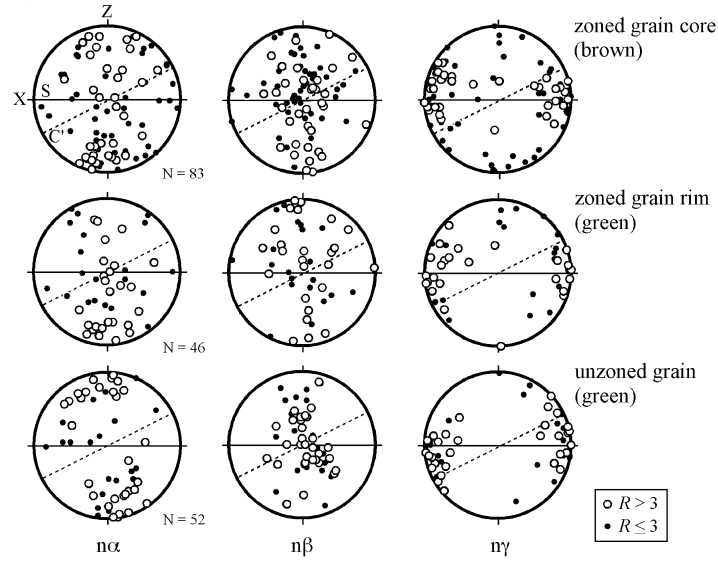 Z
zoned grain core
(brown)
X
S
C'
N = 83
zoned grain rim
(green)
N = 46
unzoned grain
(green)
N = 52
R > 3
R ≤ 3
nα
nβ
nγ